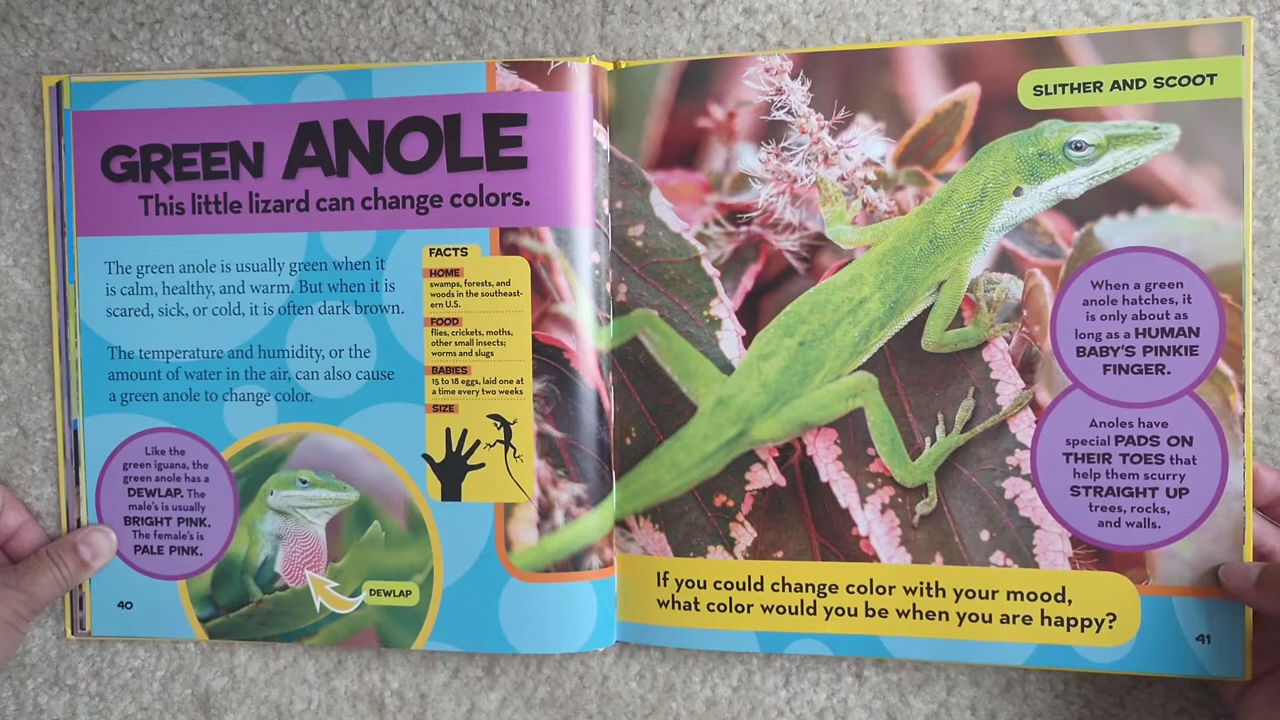 GREEN ANOLE
This little lizard can change colors.
The green anole is usually green when it
is calm, healthy, and warm. But when it is
scared, sick, or cold, it is often dark brown.
The temperature and humidity, or the
amount of water in the air, can also cause
a green anole to change color.
FACTS
HOME
swamps, forests, and
woods in the southeast-
ern U.S.
FOOD
flies, crickets, moths,
other small insects;
worms and slugs
BABIES
15 to 18 eggs, laid one at
a time every two weeks
SIZE
Like the
green iguana, the
green anole has a
DEWLAP. The
male's is usually
BRIGHT PINK.
The female's is
PALE PINK.
DEWLAP
40
SLITHER AND SCOOT
When a green
anole hatches, it
is only about as
long as a HUMAN
BABY'S PINKIE
FINGER.
Anoles have
special PADS ON
THEIR TOES that
help them scurry
STRAIGHT UP
trees, rocks,
and walls.
If you could change color with your mood,
what color would you be when you are happy?
41